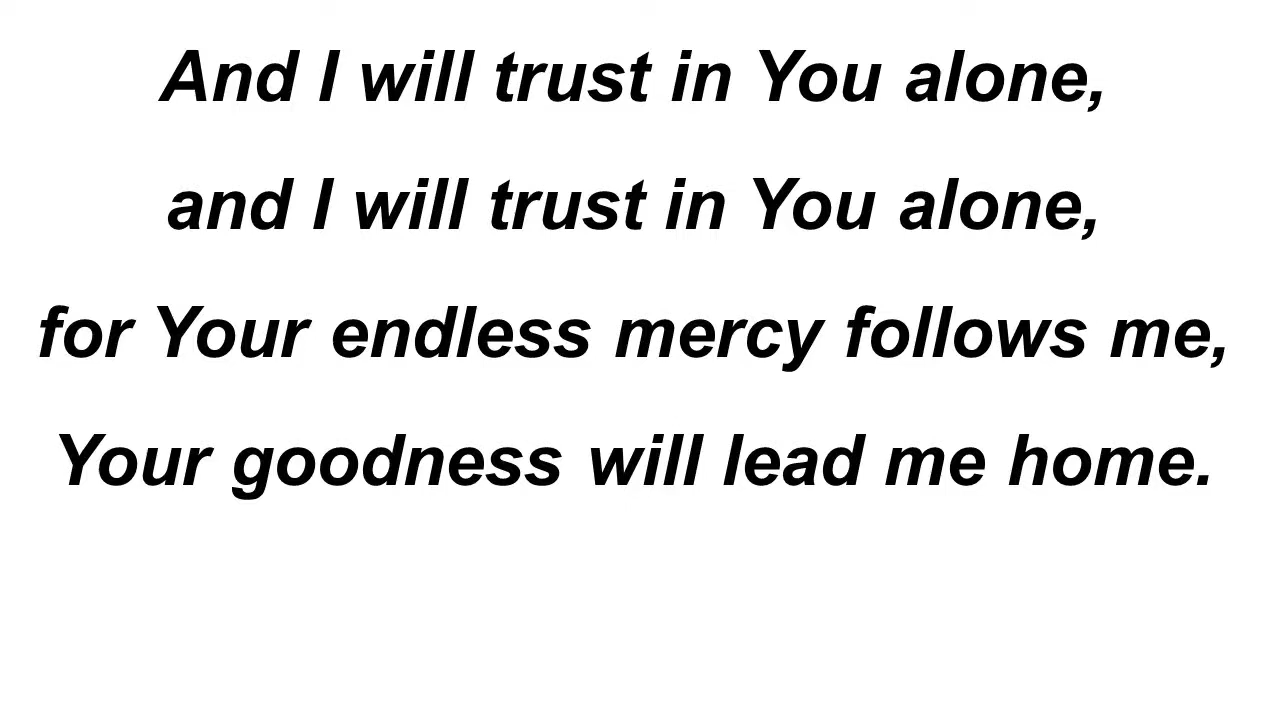 And I will trust in You alone,
and I will trust in You alone,
for Your endless mercy follows me,
Your goodness will lead me home.